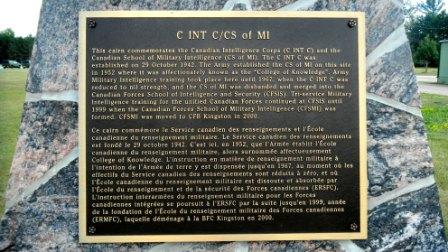 C INT C/CS of MI
This cairn commemorates the Canadian Intelligence Corps (C INT C) and the
Canadian School of Military Intelligence (CS of MI). The C INT C was
established on 29 October 1942. The Army established the CS of MI on this site
in 1952 where it was affectionately known as the "College of Knowledge". Army
Military Intelligence training took place here until 1967, when the C INT C was
reduced to nil strength, and the CS of MI was disbanded and merged into the
Canadian Forces School of Intelligence and Security (CFSIS). Tri-service Military
Intelligence training for the unified Canadian Forces continued at CFSIS until
1999 when the Canadian Forces School of Military Intelligence (CFSMI) was
formed. CFSMI was moved to CFB Kingston in 2000.
Ce cairn commémore le Service canadien des renseignements et l'École
canadienne du renseignement militaire. Le Service canadien des renseignements
est fondé le 29 octobre 1942. C'est ici, en 1952, que l'Armée établit l'École
canadienne du renseignement militaire, alors surnommée affectueusement
College of Knowledge. L'instruction en matière de renseignement militaire à
l'intention de l'Armée de terre y est dispensée jusqu'en 1967, au moment où les
effectifs du Service canadien des renseignements sont réduits à zéro, et où
l'École canadienne du renseignement militaire est dissoute et absorbée par
l'École du renseignement et de la sécurité des Forces canadiennes (ERSFC).
L'instruction interarmées du renseignement militaire pour les Forces
canadiennes intégrées se poursuit à l'ERSFC par la suite jusqu'en 1999, année
de la fondation de l'École du renseignement militaire des Forces canadiennes
(ERMFC), laquelle déménage à la BFC Kingston en 2000.